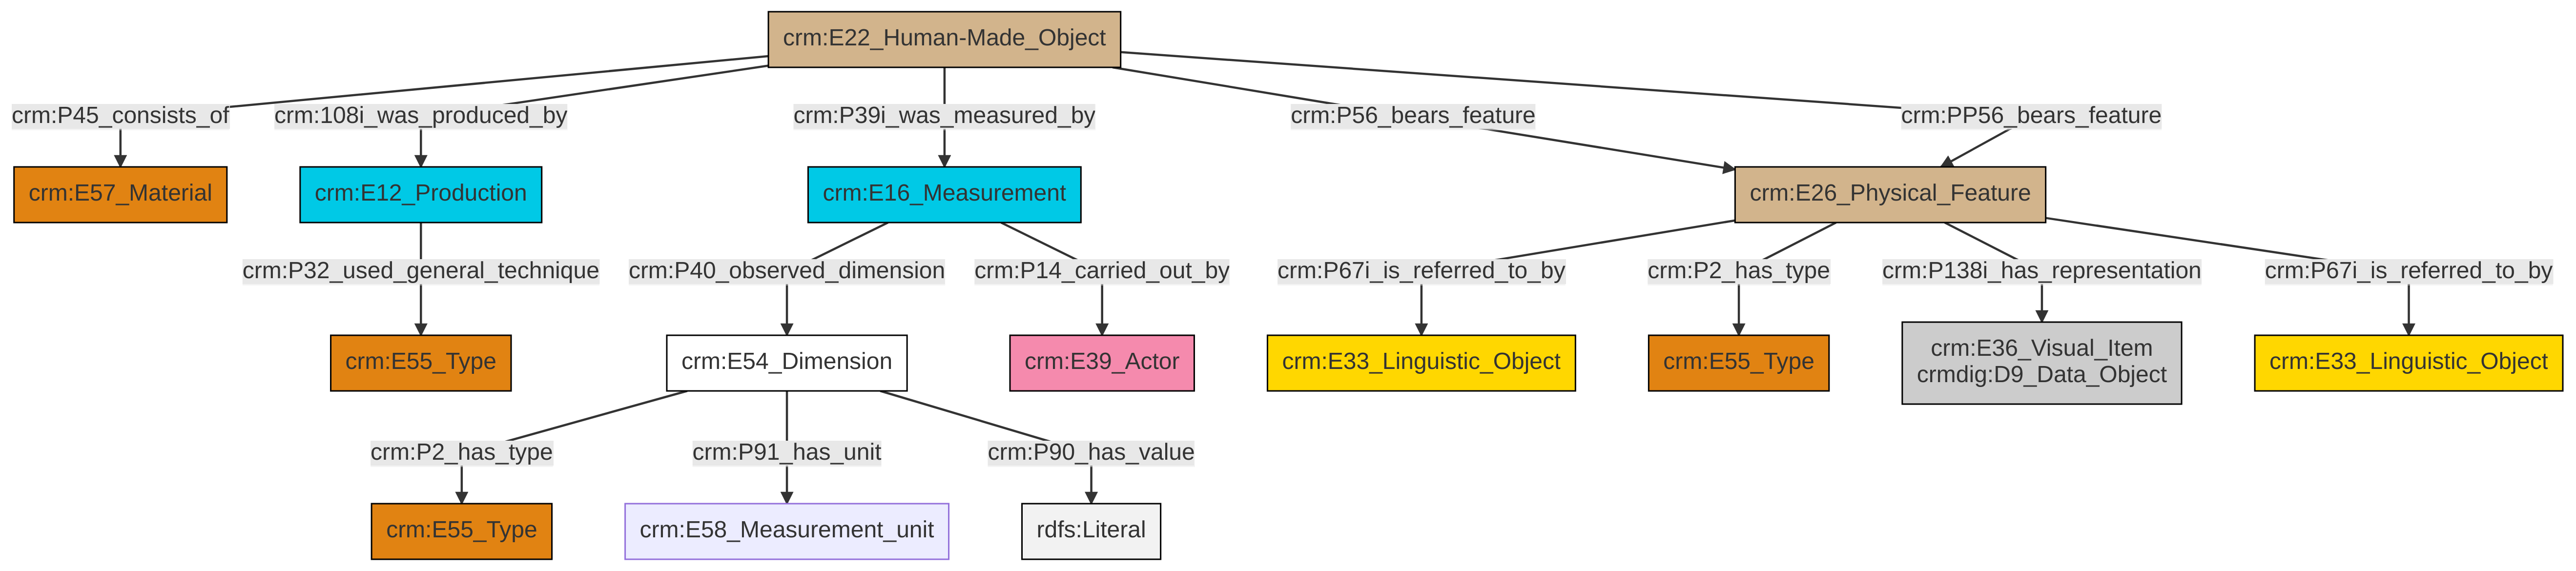 crm:E22_Human-Made_Object
crm:P45_consists_of
crm:108i_was_produced_by
crm:P39i_was_measured_by
crm:P56_bears_feature
crm:PP56_bears_feature
crm:E57_Material
crm:E12_Production
crm:E16_Measurement
crm:E26_Physical_Feature
crm:P32_used_general_technique
crm:P40_observed_dimension
crm:P14_carried_out_by
crm:P67i_is_referred_to_by
crm:P2_has_type
crm:P138i_has_representation
crm:P67i_is_referred_to_by
crm:E55_Type
crm:E54_Dimension
crm:E39_Actor
crm:E33_Linguistic_Object
crm:E55_Type
crm:E36_Visual_Item
crmdig:D9_Data_Object
crm:E33_Linguistic_Object
crm:P2_has_type
crm:P91_has_unit
crm:P90_has_value
crm:E55_Type
crm:E58_Measurement_unit
rdfs:Literal